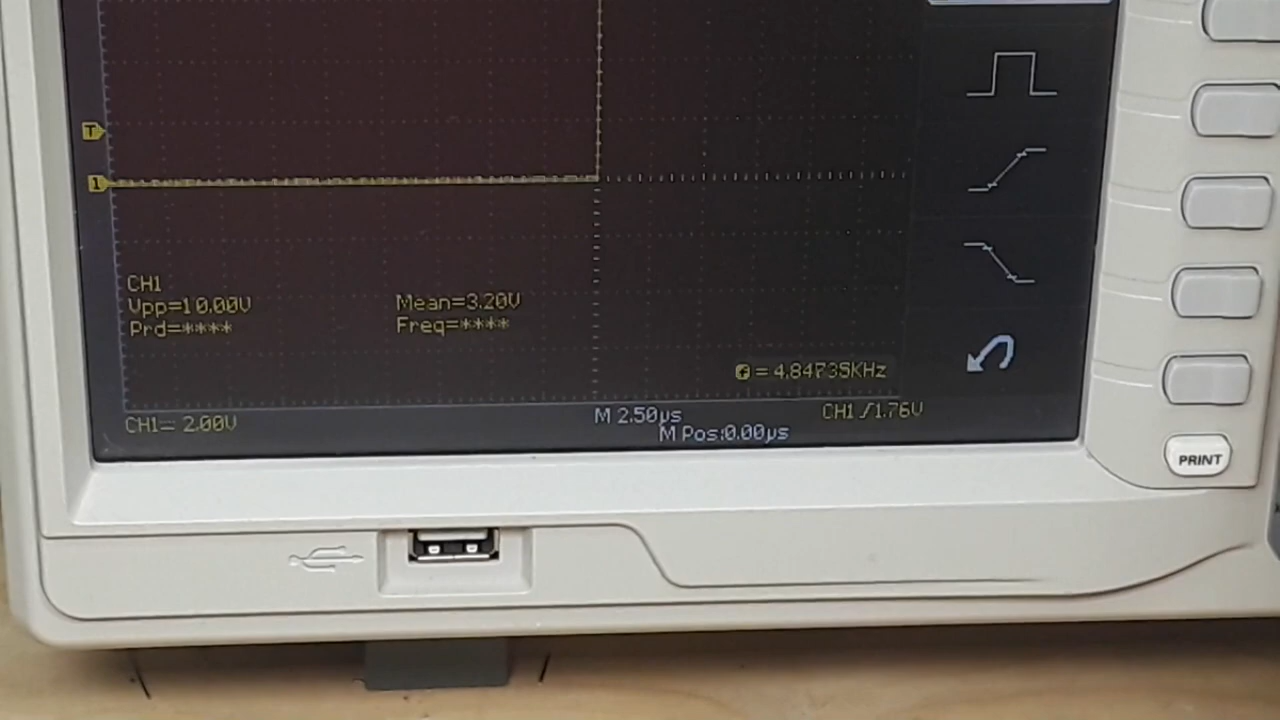 T
1
CH1
Vpp=10.00V Mean=3.20V
Prd=**** Freq=****
f = 4.84735KHz
CH1 2.00V M 2.50µs CH1 /1.76V
M Pos:0.00µs
PRINT